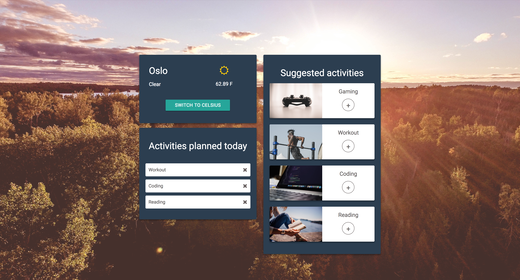 Oslo
Clear
62.89 F
SWITCH TO CELSIUS
Activities planned today
Workout
Coding
Reading
Suggested activities
Gaming
Workout
Coding
Reading